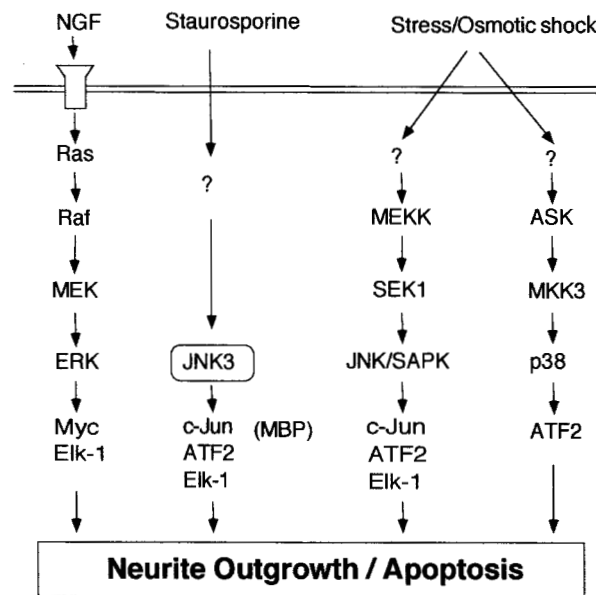 NGF
Staurosporine
Stress/Osmotic shock
Ras
?
?
?
Raf
MEKK
ASK
MEK
SEK1
MKK3
ERK
JNK3
JNK/SAPK
p38
Myc
c-Jun (MBP)
c-Jun
ATF2
Elk-1
ATF2
ATF2
Elk-1
Elk-1
Neurite Outgrowth / Apoptosis